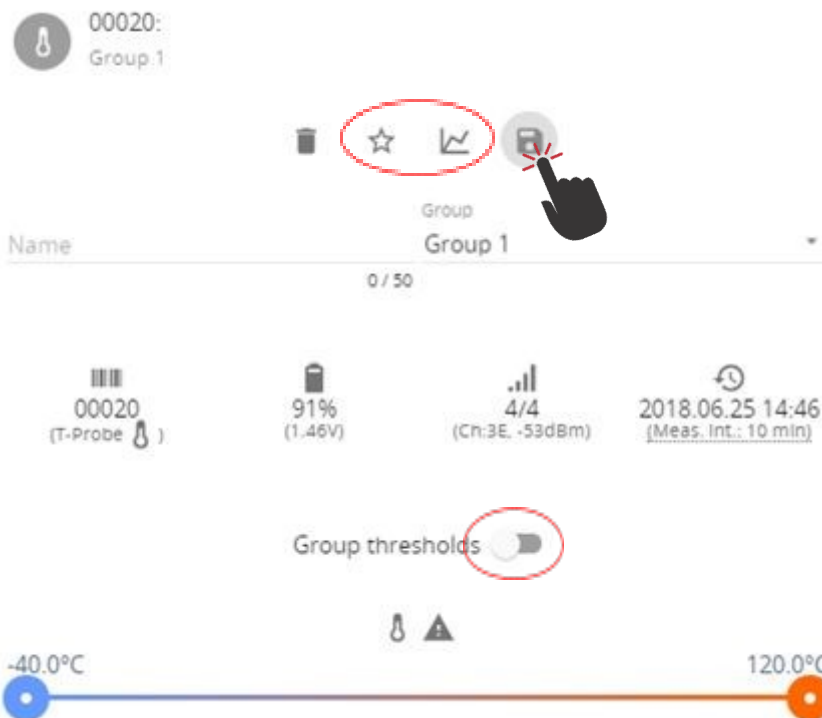 00020:
Group 1
Group
Name
Group 1
0 / 50
00020
91%
4/4
2018.06.25 14:46
(T-Probe )
(1.46V)
(Ch:3E, -53dBm)
(Meas. Int.: 10 min)
Group thresholds
-40.0°C
120.0°C